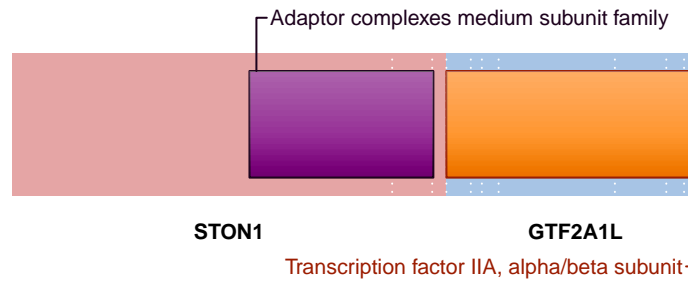 Adaptor complexes medium subunit family
STON1
GTF2A1L
Transcription factor IIA, alpha/beta subunit